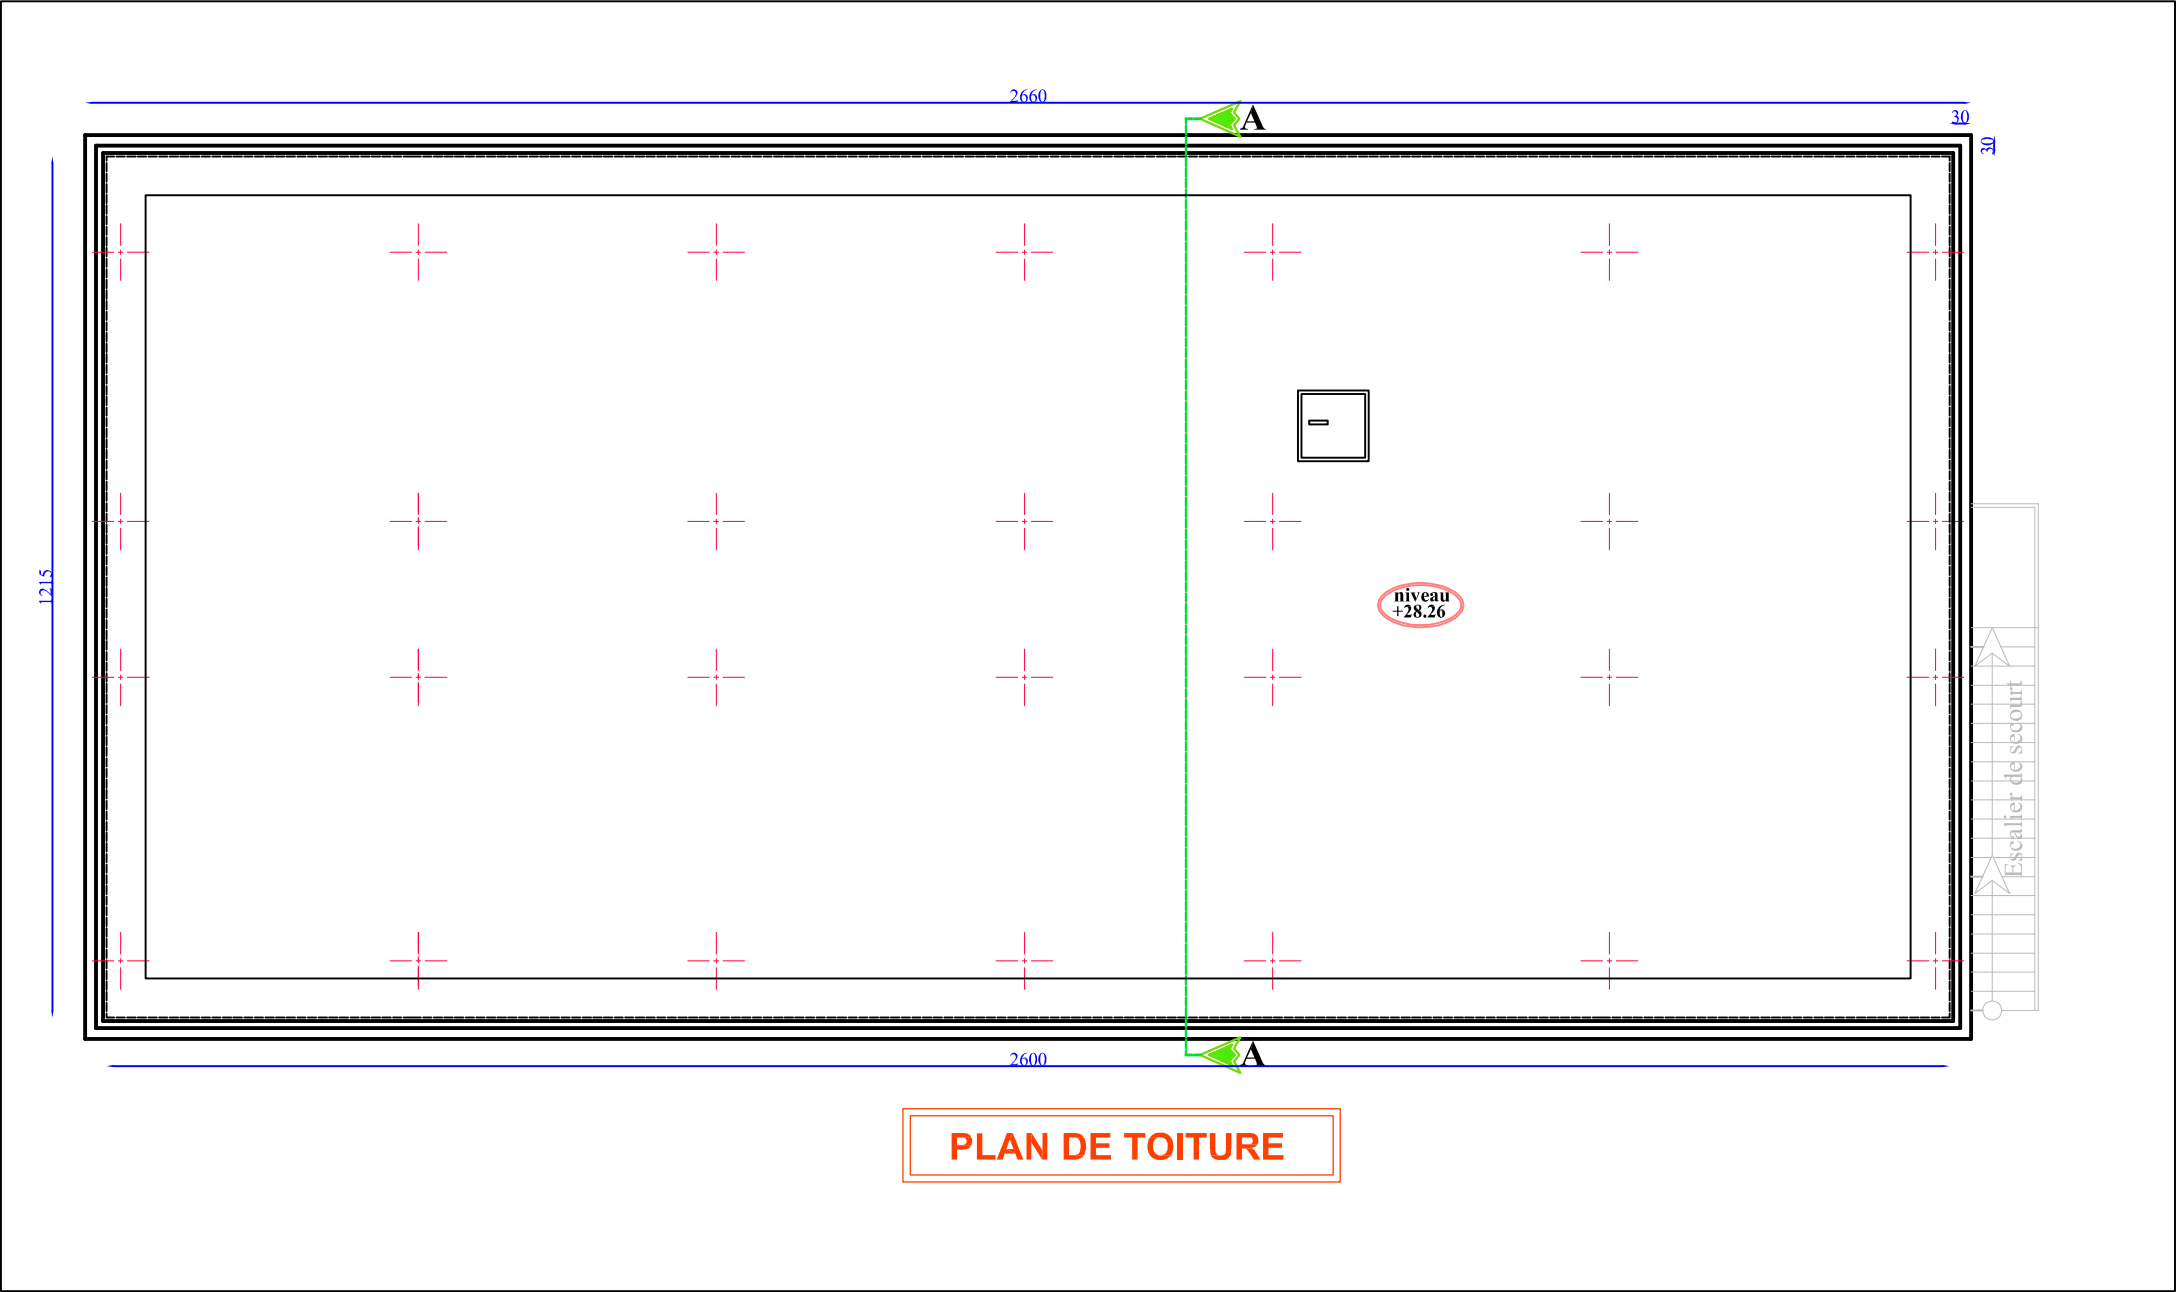 2660
A
30
30
1215
niveau
+28.26
Escalier de secourt
2600
A
PLAN DE TOITURE